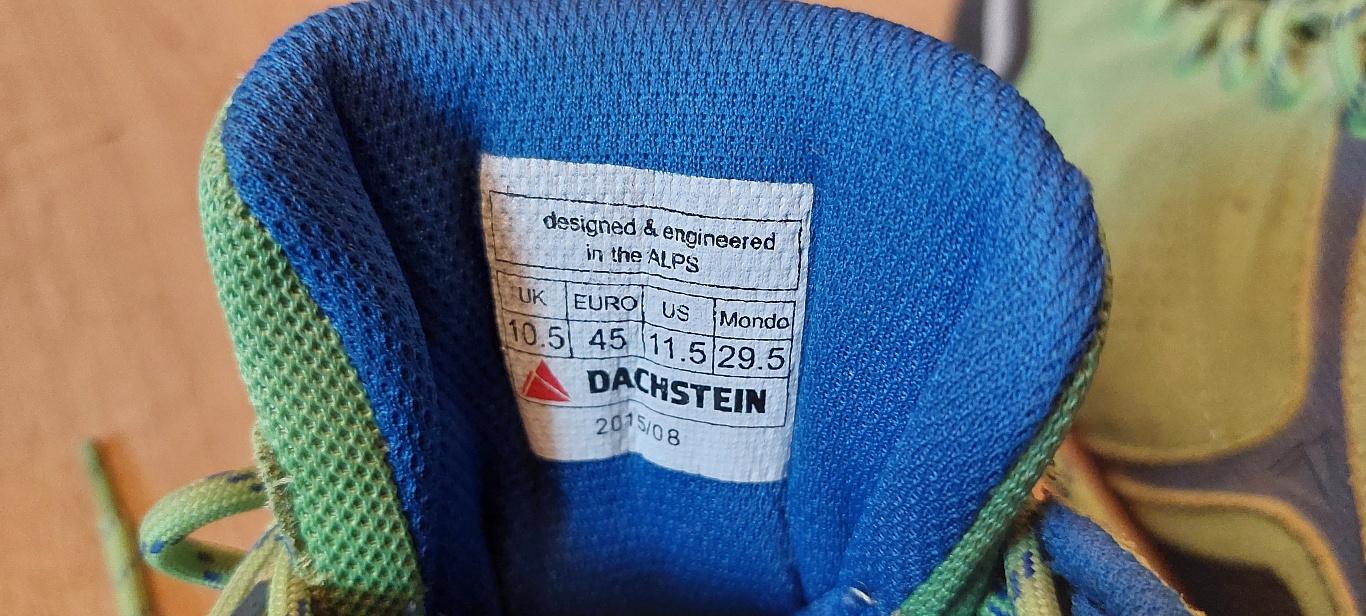 designed & engineered
in the ALPS
UK EURO US Mondo
10.5 45 11.5 29.5
DACHSTEIN
2015/08